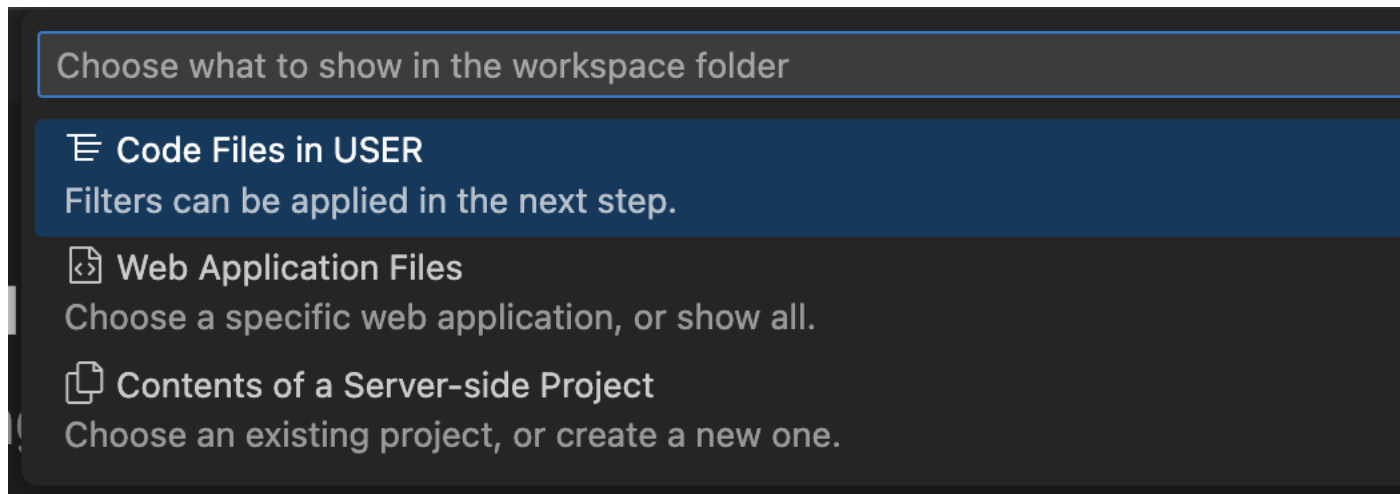 Choose what to show in the workspace folder
Code Files in USER
Filters can be applied in the next step.
Web Application Files
Choose a specific web application, or show all.
Contents of a Server-side Project
Choose an existing project, or create a new one.